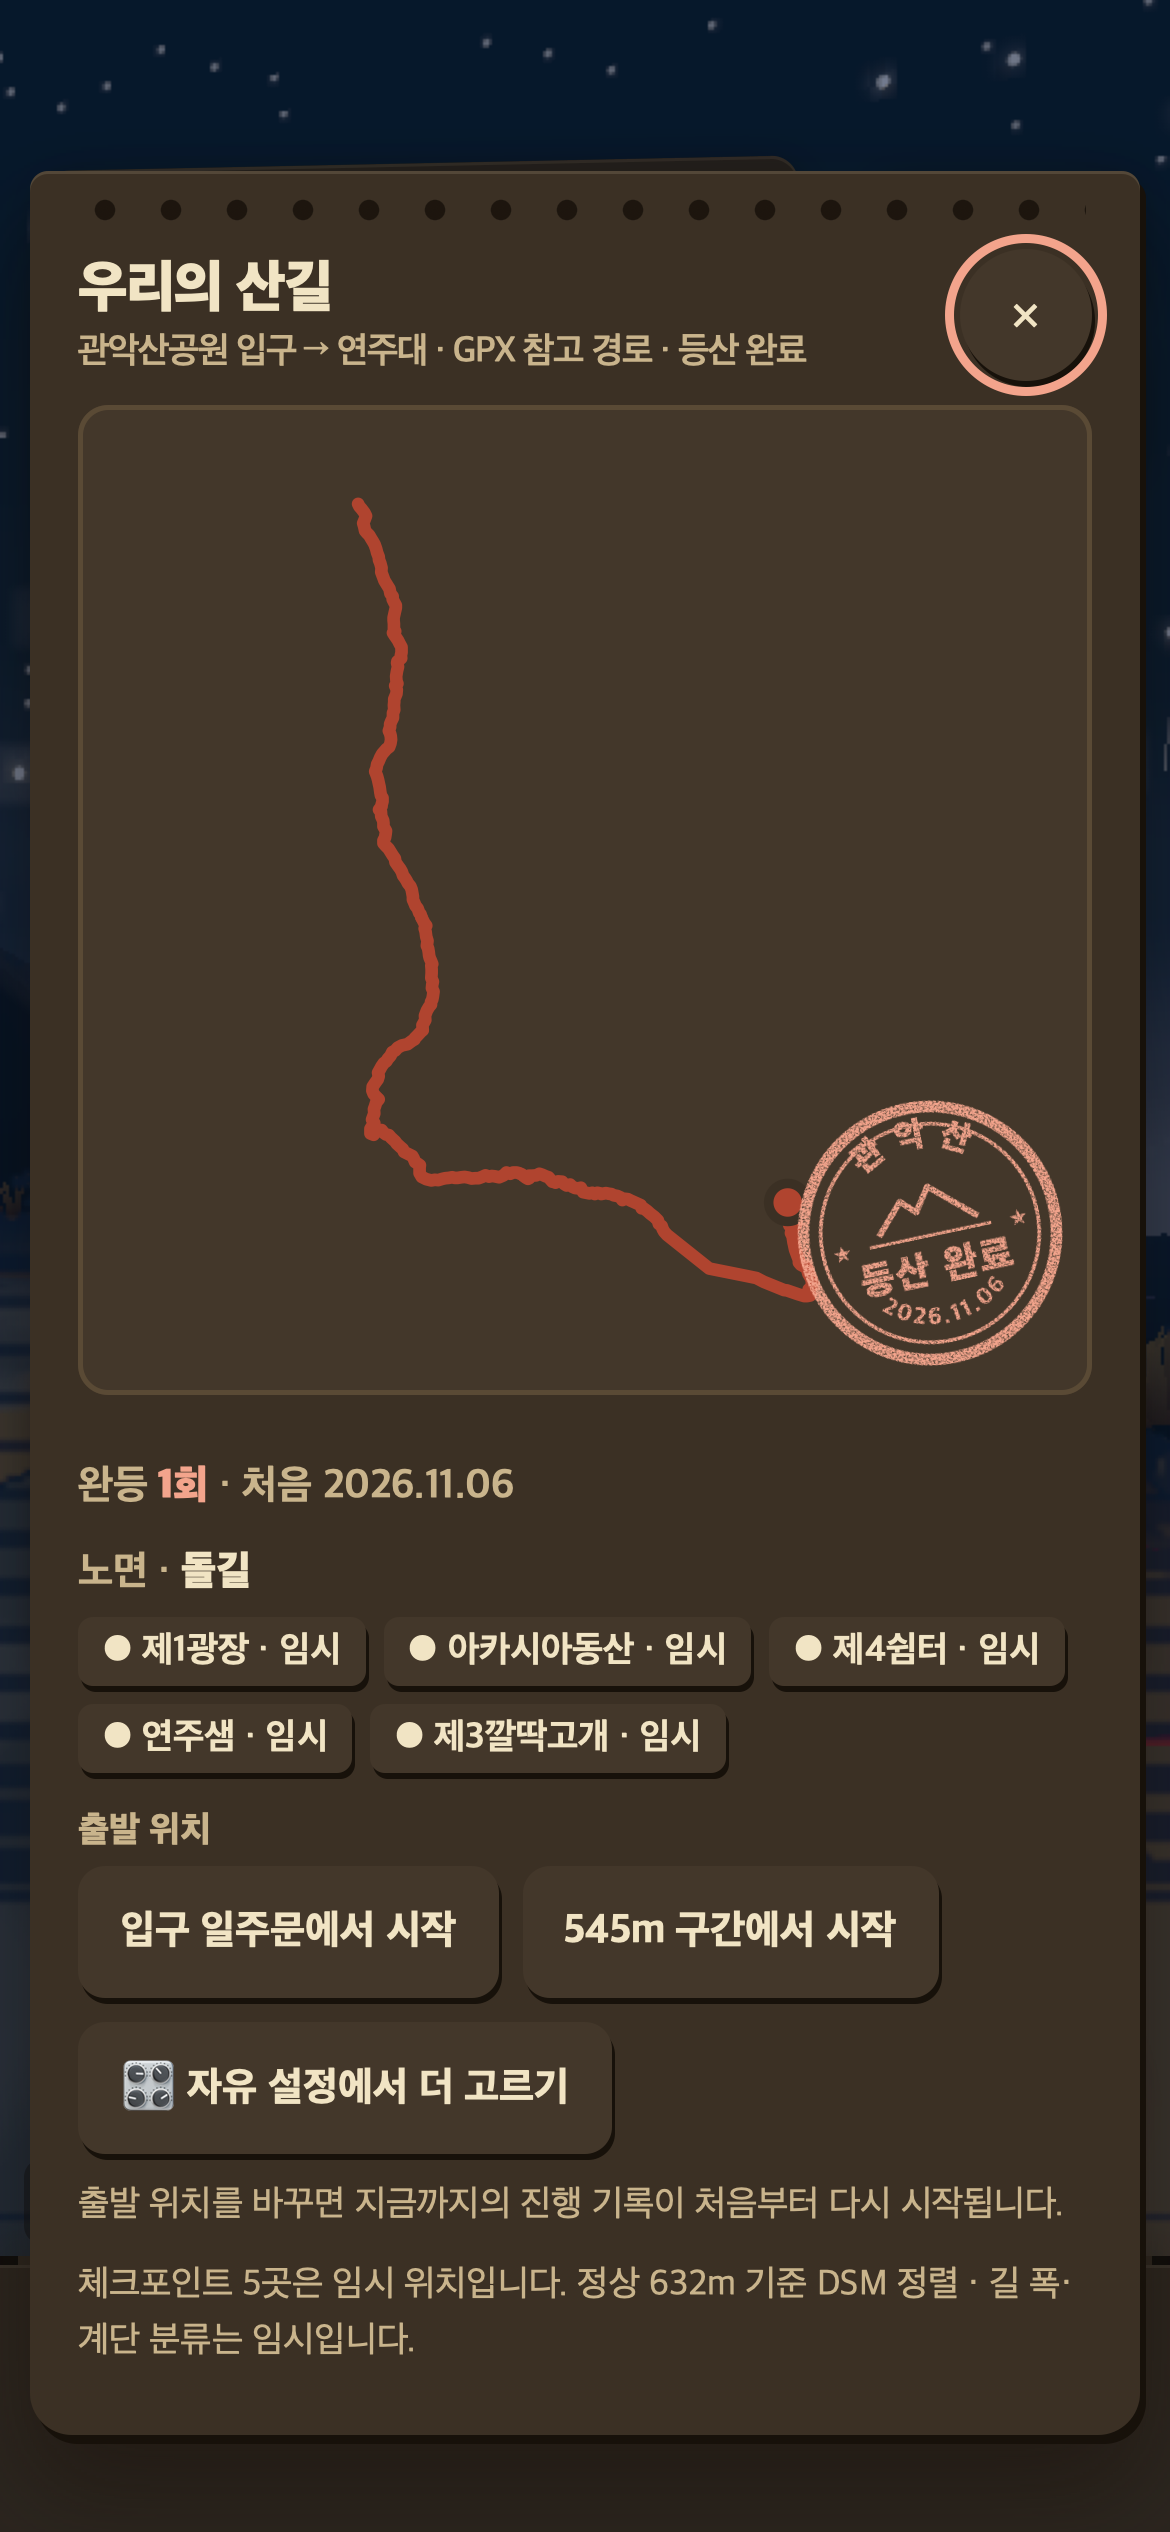 우리의 산길
×
관악산공원 입구 → 연주대 · GPX 참고 경로 · 등산 완료
관악산
등산 완료
2026.11.06
완등 1회 · 처음 2026.11.06
노면 · 돌길
제1광장 · 임시
아카시아동산 · 임시
제4쉼터 · 임시
연주샘 · 임시
제3깔딱고개 · 임시
출발 위치
입구 일주문에서 시작
545m 구간에서 시작
자유 설정에서 더 고르기
출발 위치를 바꾸면 지금까지의 진행 기록이 처음부터 다시 시작됩니다.
체크포인트 5곳은 임시 위치입니다. 정상 632m 기준 DSM 정렬 · 길 폭·
계단 분류는 임시입니다.